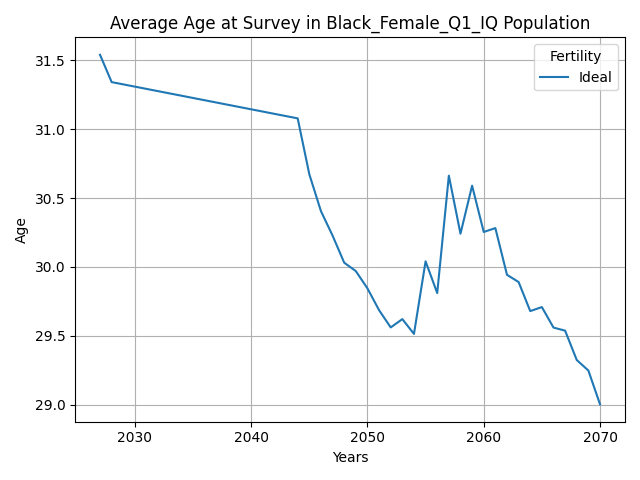 Average Age at Survey in Black_Female_Q1_IQ Population
Fertility
Ideal
31.5
31.0
30.5
30.0
29.5
29.0
Age
2030 2040 2050 2060 2070
Years